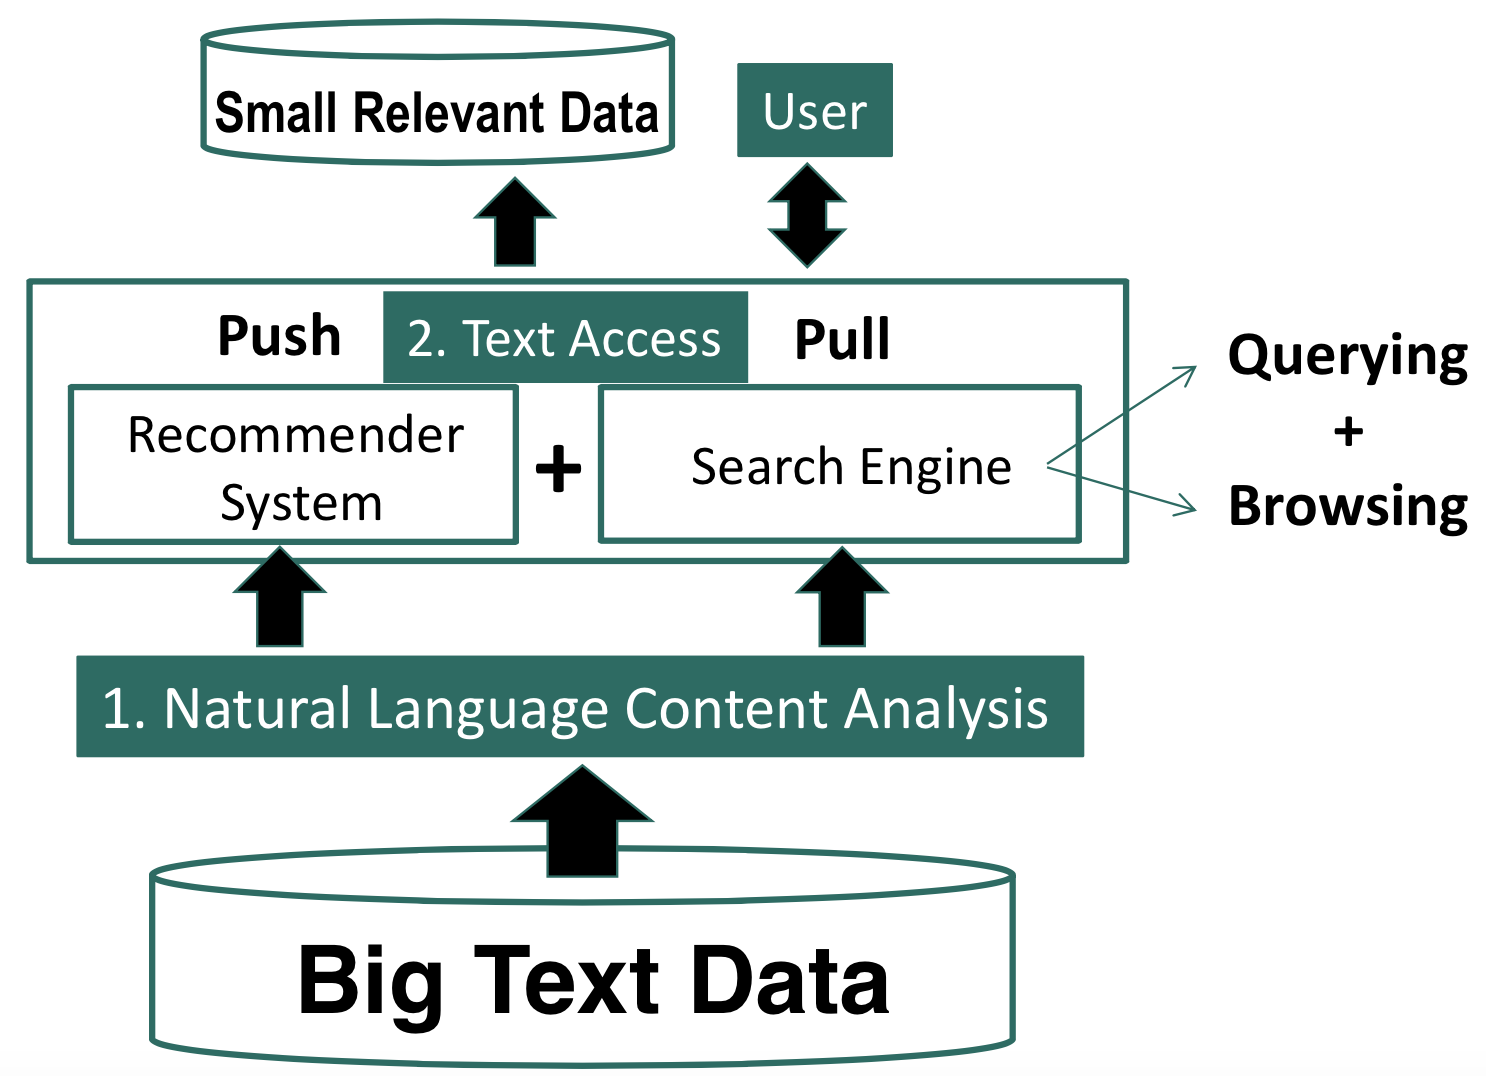 Small Relevant Data
User
Push
2. Text Access
Pull
Recommender
System
+
Search Engine
Querying
+
Browsing
1. Natural Language Content Analysis
Big Text Data